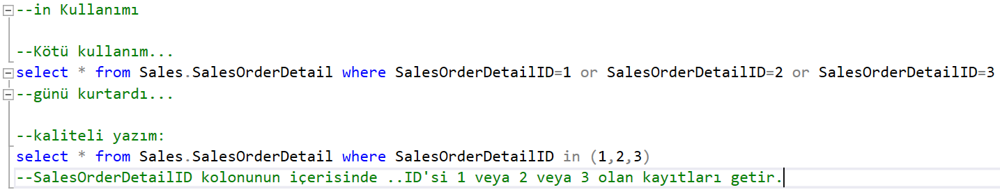 --in Kullanımı
--Kötü kullanım...
select * from Sales.SalesOrderDetail where SalesOrderDetailID=1 or SalesOrderDetailID=2 or SalesOrderDetailID=3
--günü kurtardı...
--kaliteli yazım:
select * from Sales.SalesOrderDetail where SalesOrderDetailID in (1,2,3)
--SalesOrderDetailID kolonunun içerisinde ..ID'si 1 veya 2 veya 3 olan kayıtları getir.